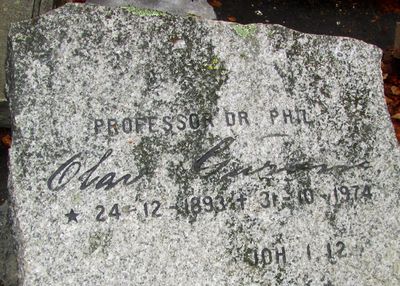 PROFESSOR DR. PHIL.
Olav
★ 24-12-1893 + 31-10-1974
JOH 1 12